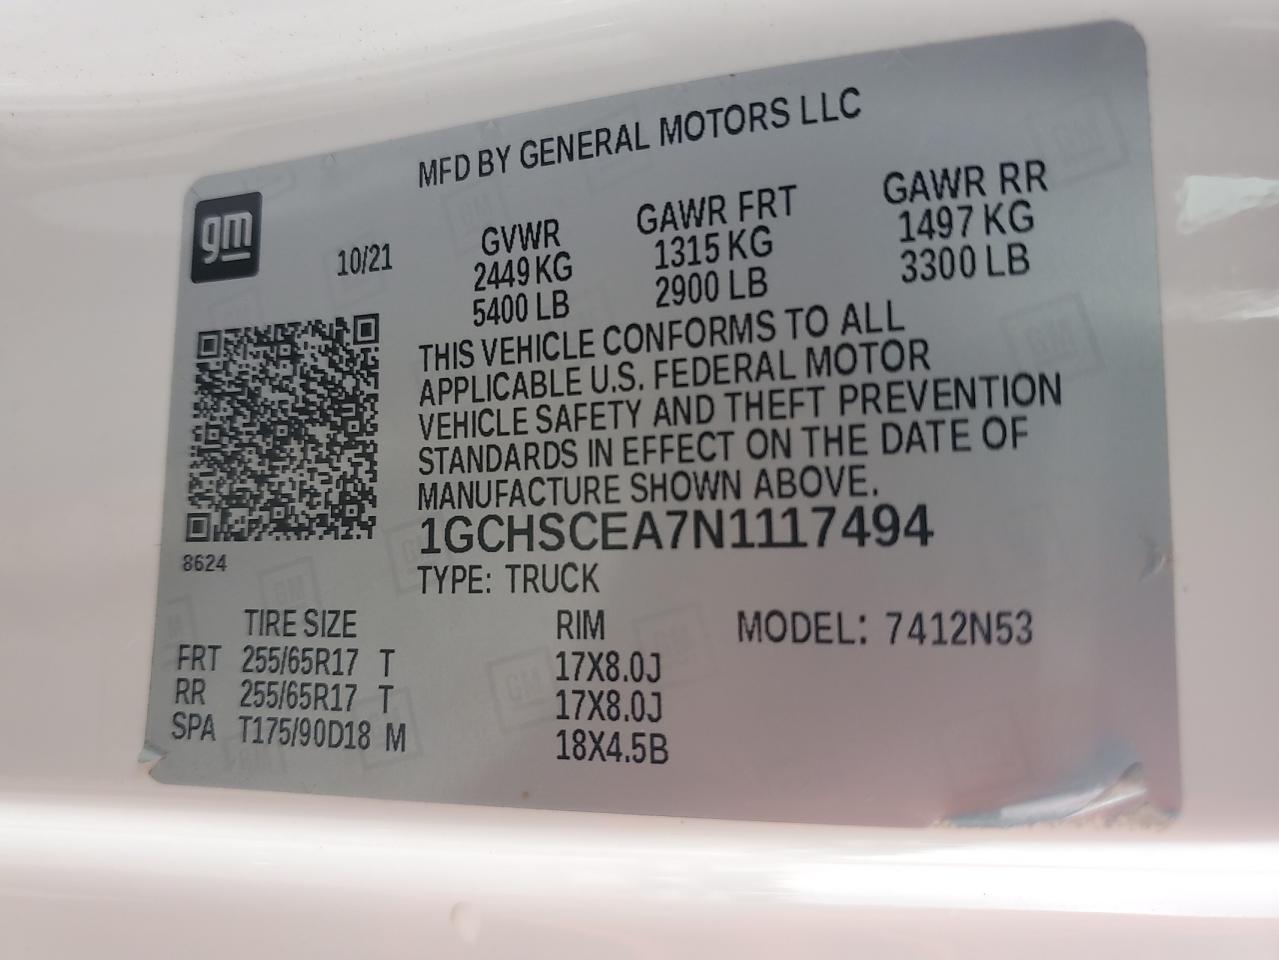 MFD BY GENERAL MOTORS LLC
gm
10/21
GVWR
2449 KG
5400 LB
GAWR FRT
1315 KG
2900 LB
GAWR RR
1497 KG
3300 LB
THIS VEHICLE CONFORMS TO ALL
APPLICABLE U.S. FEDERAL MOTOR
VEHICLE SAFETY AND THEFT PREVENTION
STANDARDS IN EFFECT ON THE DATE OF
MANUFACTURE SHOWN ABOVE.
1GCHSCEA7N1117494
8624
TYPE: TRUCK
TIRE SIZE RIM MODEL: 7412N53
FRT 255/65R17 T 17X8.0J
RR 255/65R17 T 17X8.0J
SPA T175/90D18 M 18X4.5B